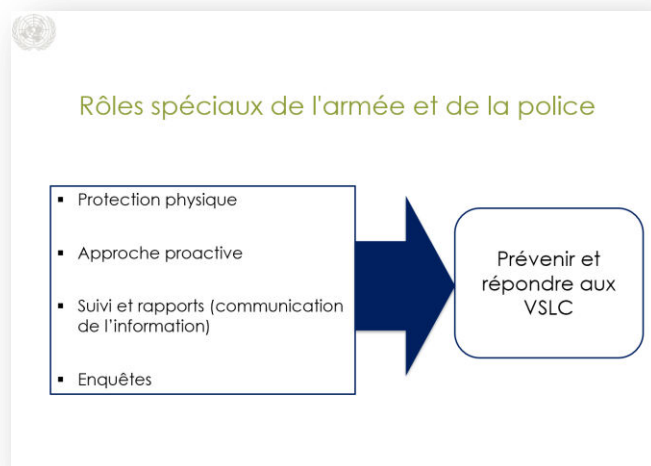 Rôles spéciaux de l'armée et de la police
▪ Protection physique
▪ Approche proactive
▪ Suivi et rapports (communication
de l’information)
▪ Enquêtes
Prévenir et
répondre aux
VSLC